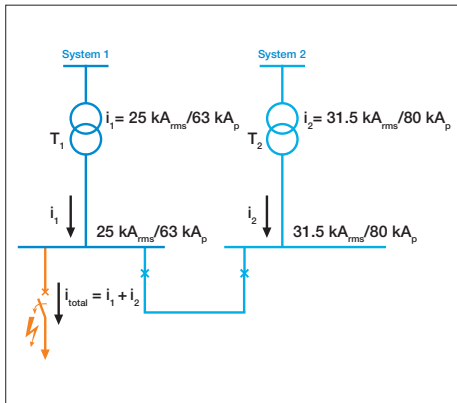 System 1
System 2
i₁= 25 kArms/63 kAp
i₂= 31.5 kArms/80 kAp
T₁
T₂
i₁
i₂
25 kArms/63 kAp
31.5 kArms/80 kAp
itotal = i₁ + i₂